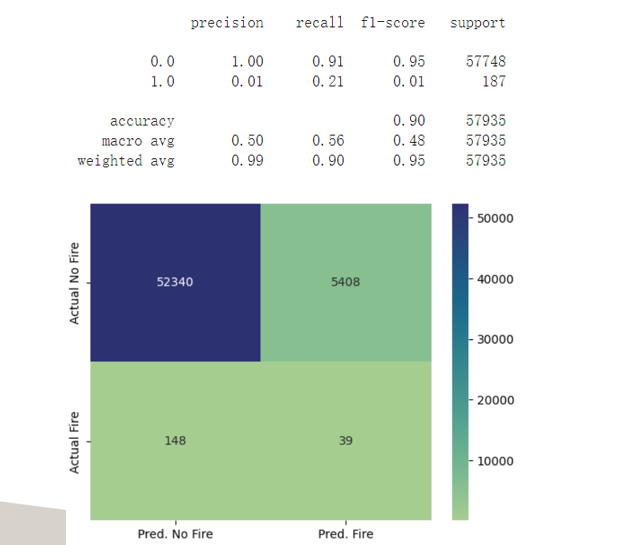 precision recall f1-score support
0.0 1.00 0.91 0.95 57748
1.0 0.01 0.21 0.01 187
accuracy 0.90 57935
macro avg 0.50 0.56 0.48 57935
weighted avg 0.99 0.90 0.95 57935
Actual No Fire
52340 5408
Actual Fire
148 39
Pred. No Fire Pred. Fire
50000
40000
30000
20000
10000